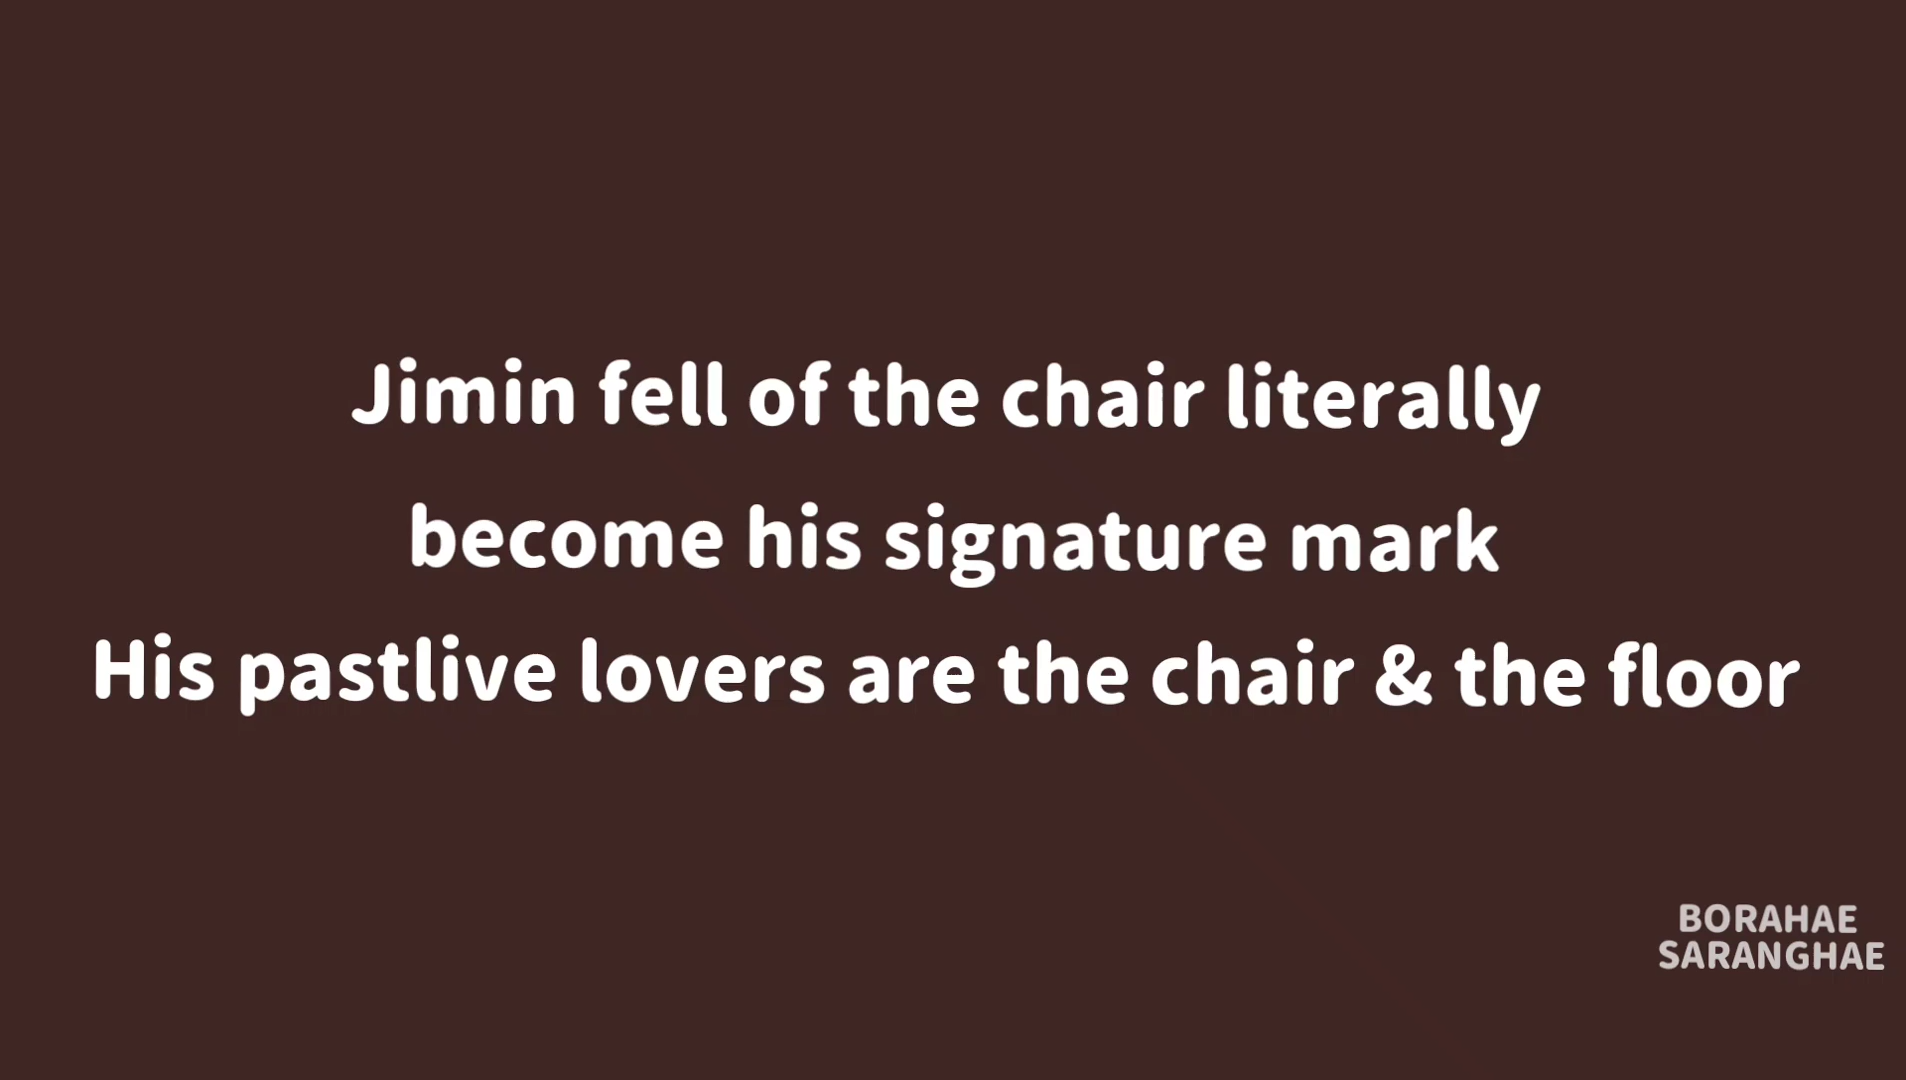 Jimin fell of the chair literally
become his signature mark
His pastlive lovers are the chair & the floor
BORAHAE
SARANGHAE